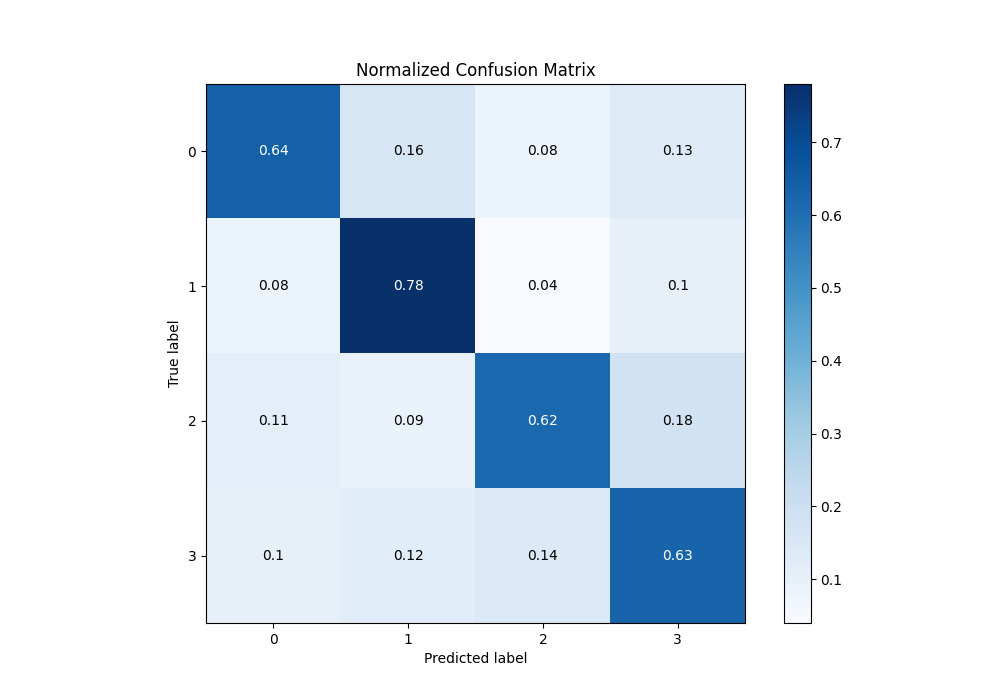 Normalized Confusion Matrix
0 0.64 0.16 0.08 0.13
1 0.08 0.78 0.04 0.1
2 0.11 0.09 0.62 0.18
3 0.1 0.12 0.14 0.63
0 1 2 3
Predicted label
True label
0.7
0.6
0.5
0.4
0.3
0.2
0.1